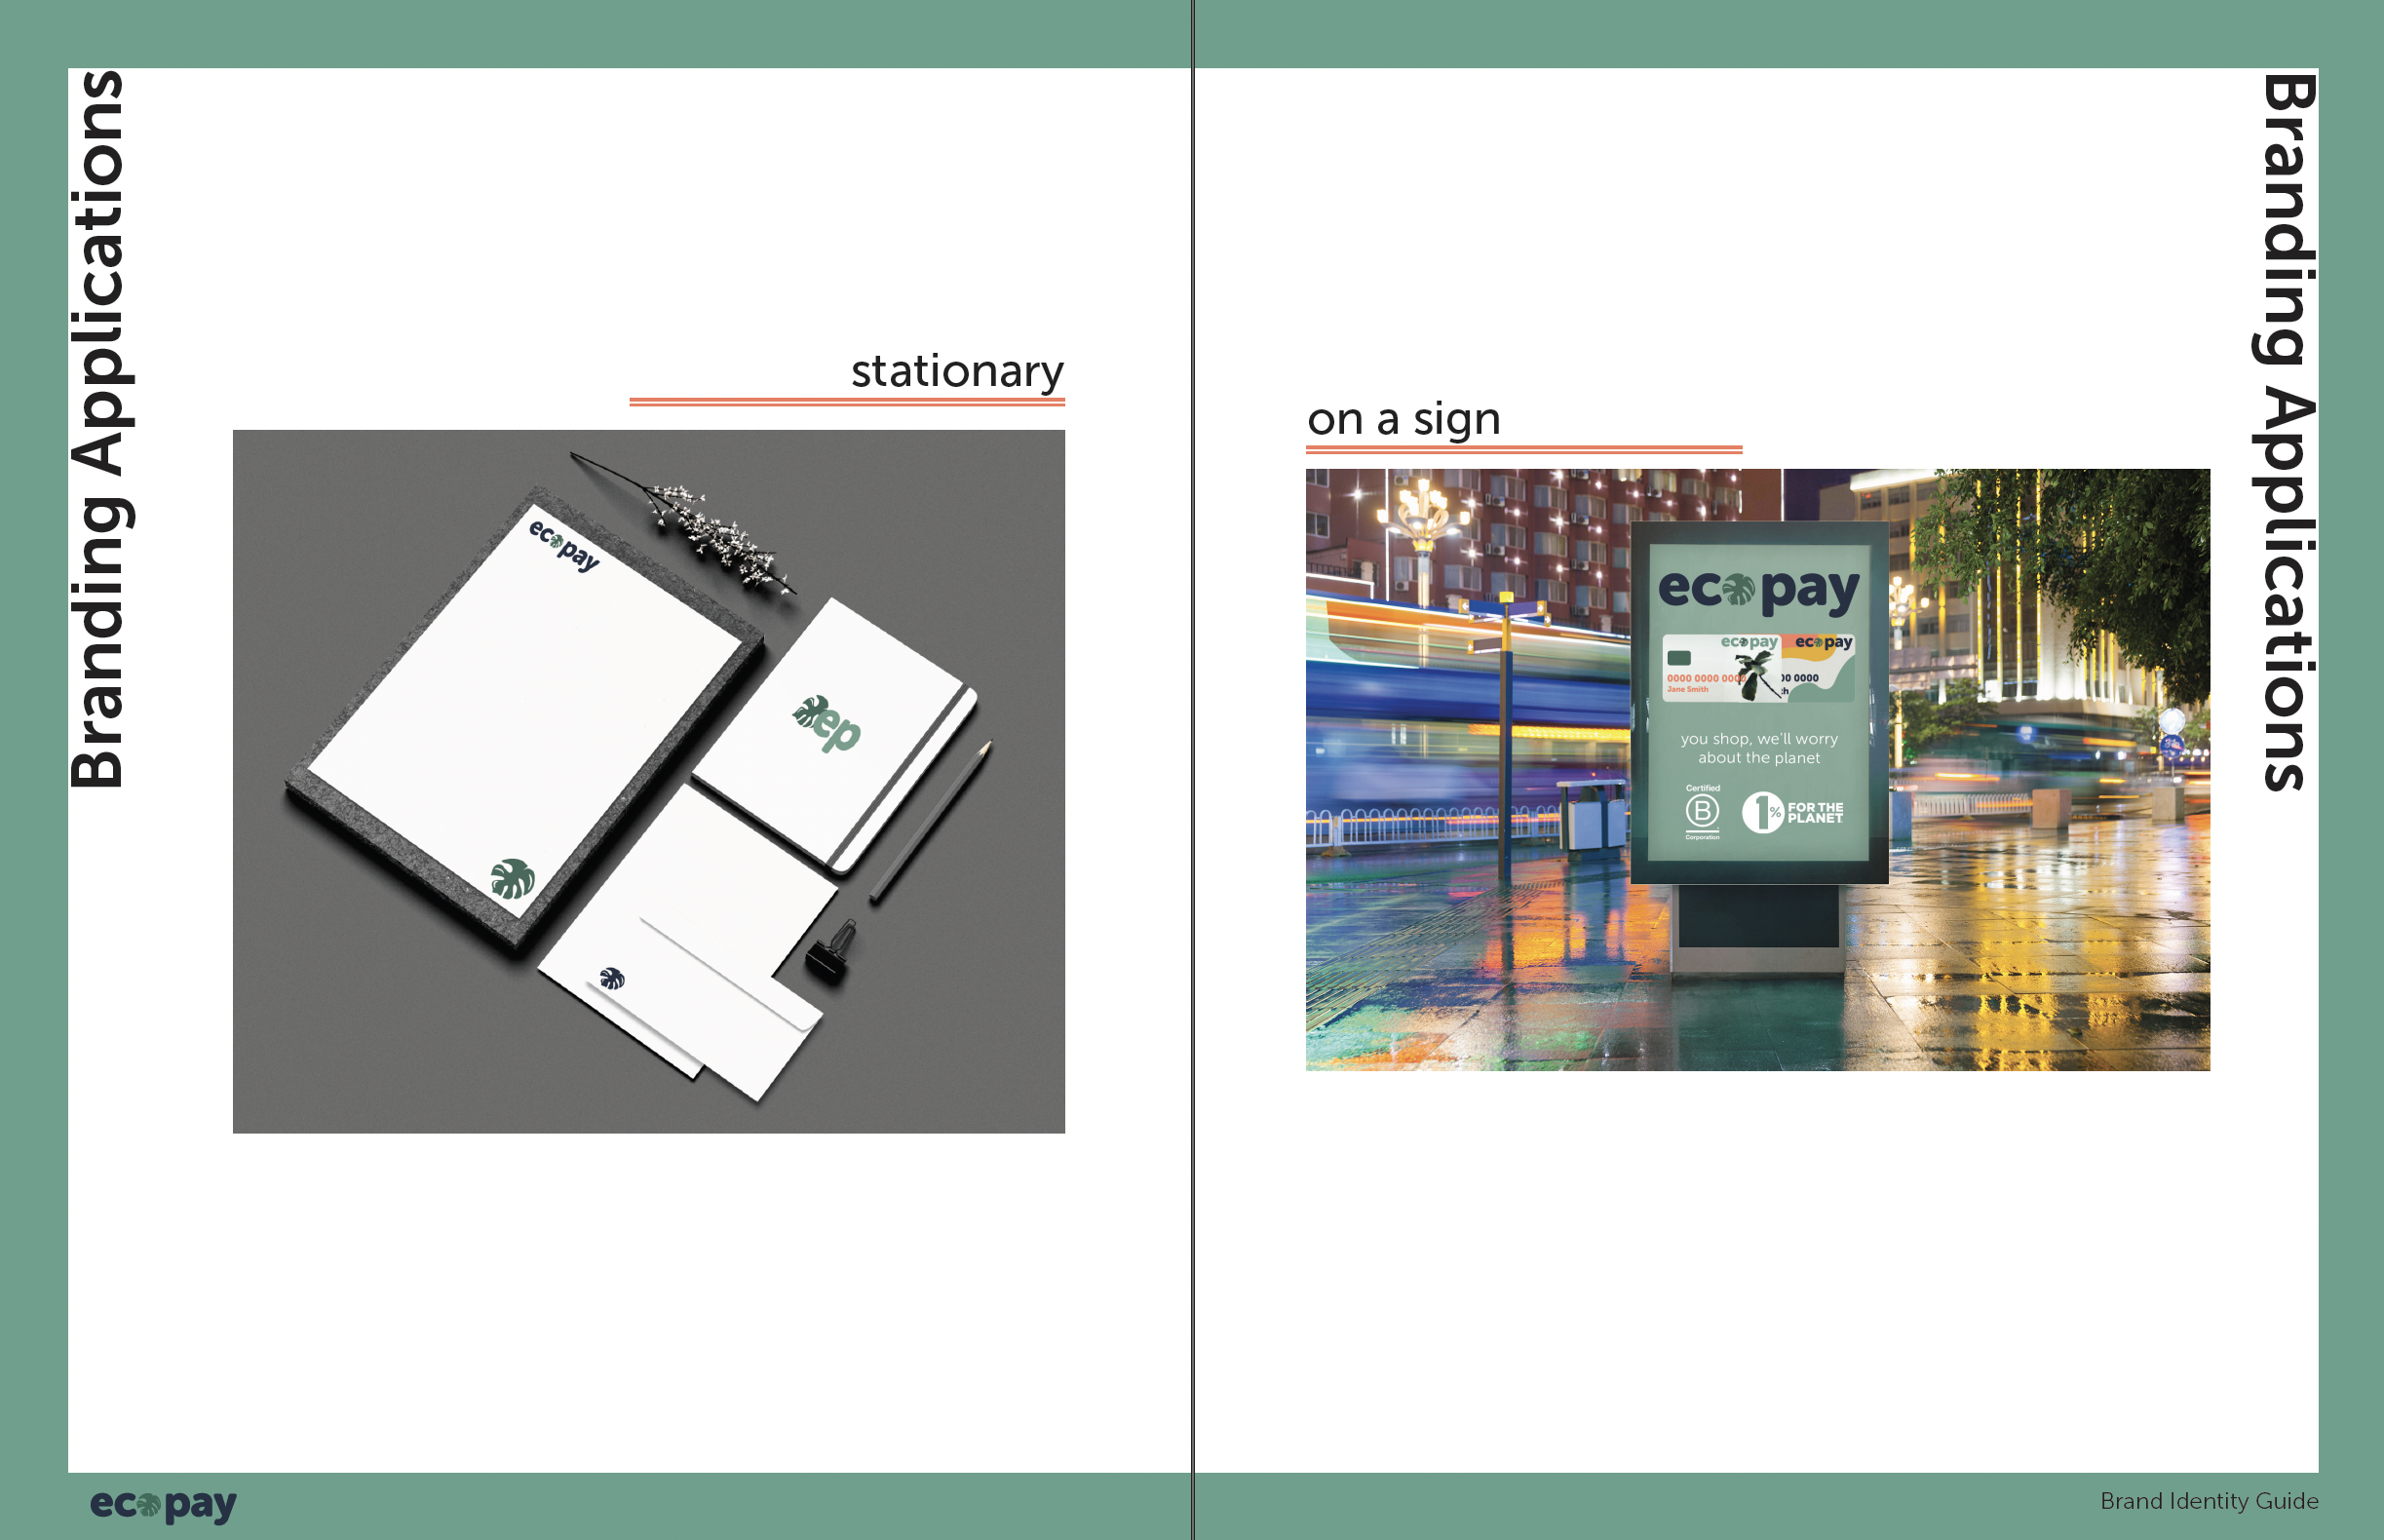 Branding Applications
stationary
ecopay
ep
ecopay
Brand Identity Guide
Branding Applications
on a sign
ecopay
ecopay
ecopay
0000 0000 0000
00 0000
Jane Smith
you shop, we'll worry
about the planet
Certified
B
Corporation
1%
FOR THE
PLANET